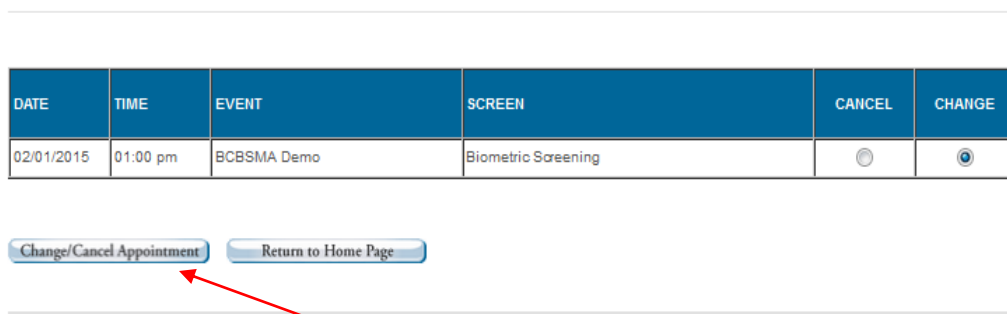 DATE TIME EVENT SCREEN CANCEL CHANGE
02/01/2015 01:00 pm BCBSMA Demo Biometric Screening
Change/Cancel Appointment Return to Home Page